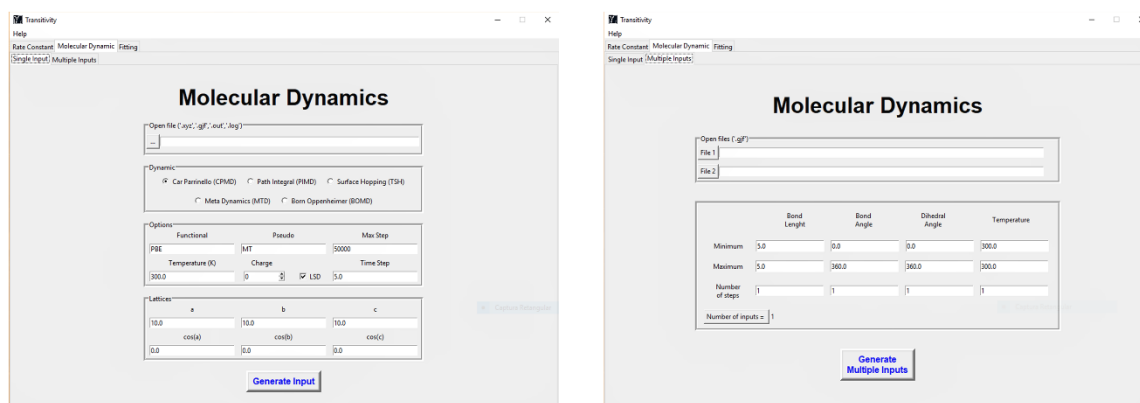 Transitivity
Help
Rate Constant Molecular Dynamic Fitting
Single Input Multiple Inputs
Molecular Dynamics
Open file ('.xyz','.gjf','.out','.log')
...
Dynamic
Car Parrinello (CPMD) Path Integral (PIMD) Surface Hopping (TSH)
Meta Dynamics (MTD) Born Oppenheimer (BOMD)
Options
Functional Pseudo Max Step
PBE MT 50000
Temperature (K) Charge Time Step
300.0 0 LSD 5.0
Lattices
a b c
10.0 10.0 10.0
cos(a) cos(b) cos(c)
0.0 0.0 0.0
Generate Input
Transitivity
Help
Rate Constant Molecular Dynamic Fitting
Single Input Multiple Inputs
Molecular Dynamics
Open files ('.gjf')
File 1
File 2
Bond Lenght Bond Angle Dihedral Angle Temperature
Minimum 5.0 0.0 0.0 300.0
Maximum 5.0 360.0 360.0 300.0
Number of steps 1 1 1 1
Number of inputs = 1
Generate
Multiple Inputs